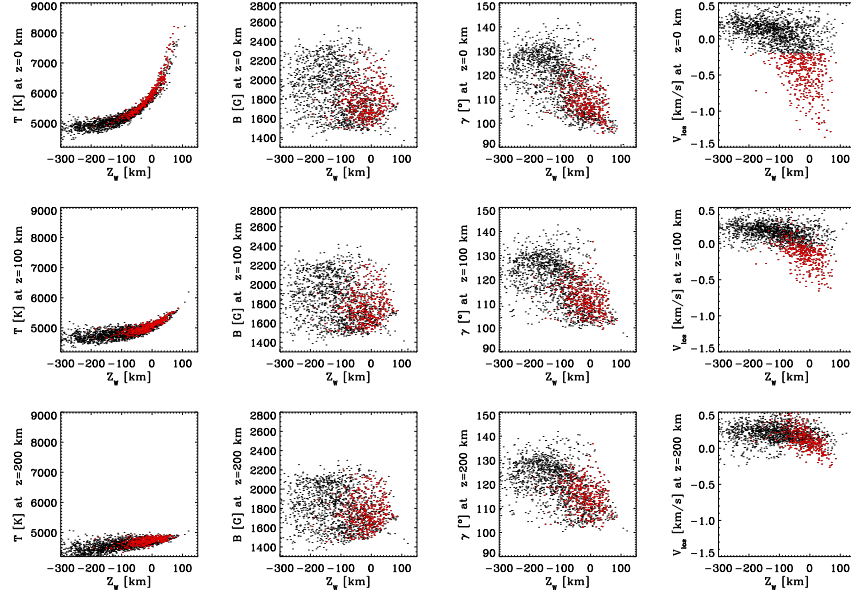 9000 8000 7000 6000 5000
T [K] at z=0 km
-300 -200 -100 0 100
Z_W [km]
2800 2600 2400 2200 2000 1800 1600 1400
B [G] at z=0 km
-300 -200 -100 0 100
Z_W [km]
150 140 130 120 110 100 90
γ [°] at z=0 km
-300 -200 -100 0 100
Z_W [km]
0.5 0.0 -0.5 -1.0 -1.5
V_los [km/s] at z=0 km
-300 -200 -100 0 100
Z_W [km]
9000 8000 7000 6000 5000
T [K] at z=100 km
-300 -200 -100 0 100
Z_W [km]
2800 2600 2400 2200 2000 1800 1600 1400
B [G] at z=100 km
-300 -200 -100 0 100
Z_W [km]
150 140 130 120 110 100 90
γ [°] at z=100 km
-300 -200 -100 0 100
Z_W [km]
0.5 0.0 -0.5 -1.0 -1.5
V_los [km/s] at z=100 km
-300 -200 -100 0 100
Z_W [km]
9000 8000 7000 6000 5000
T [K] at z=200 km
-300 -200 -100 0 100
Z_W [km]
2800 2600 2400 2200 2000 1800 1600 1400
B [G] at z=200 km
-300 -200 -100 0 100
Z_W [km]
150 140 130 120 110 100 90
γ [°] at z=200 km
-300 -200 -100 0 100
Z_W [km]
0.5 0.0 -0.5 -1.0 -1.5
V_los [km/s] at z=200 km
-300 -200 -100 0 100
Z_W [km]